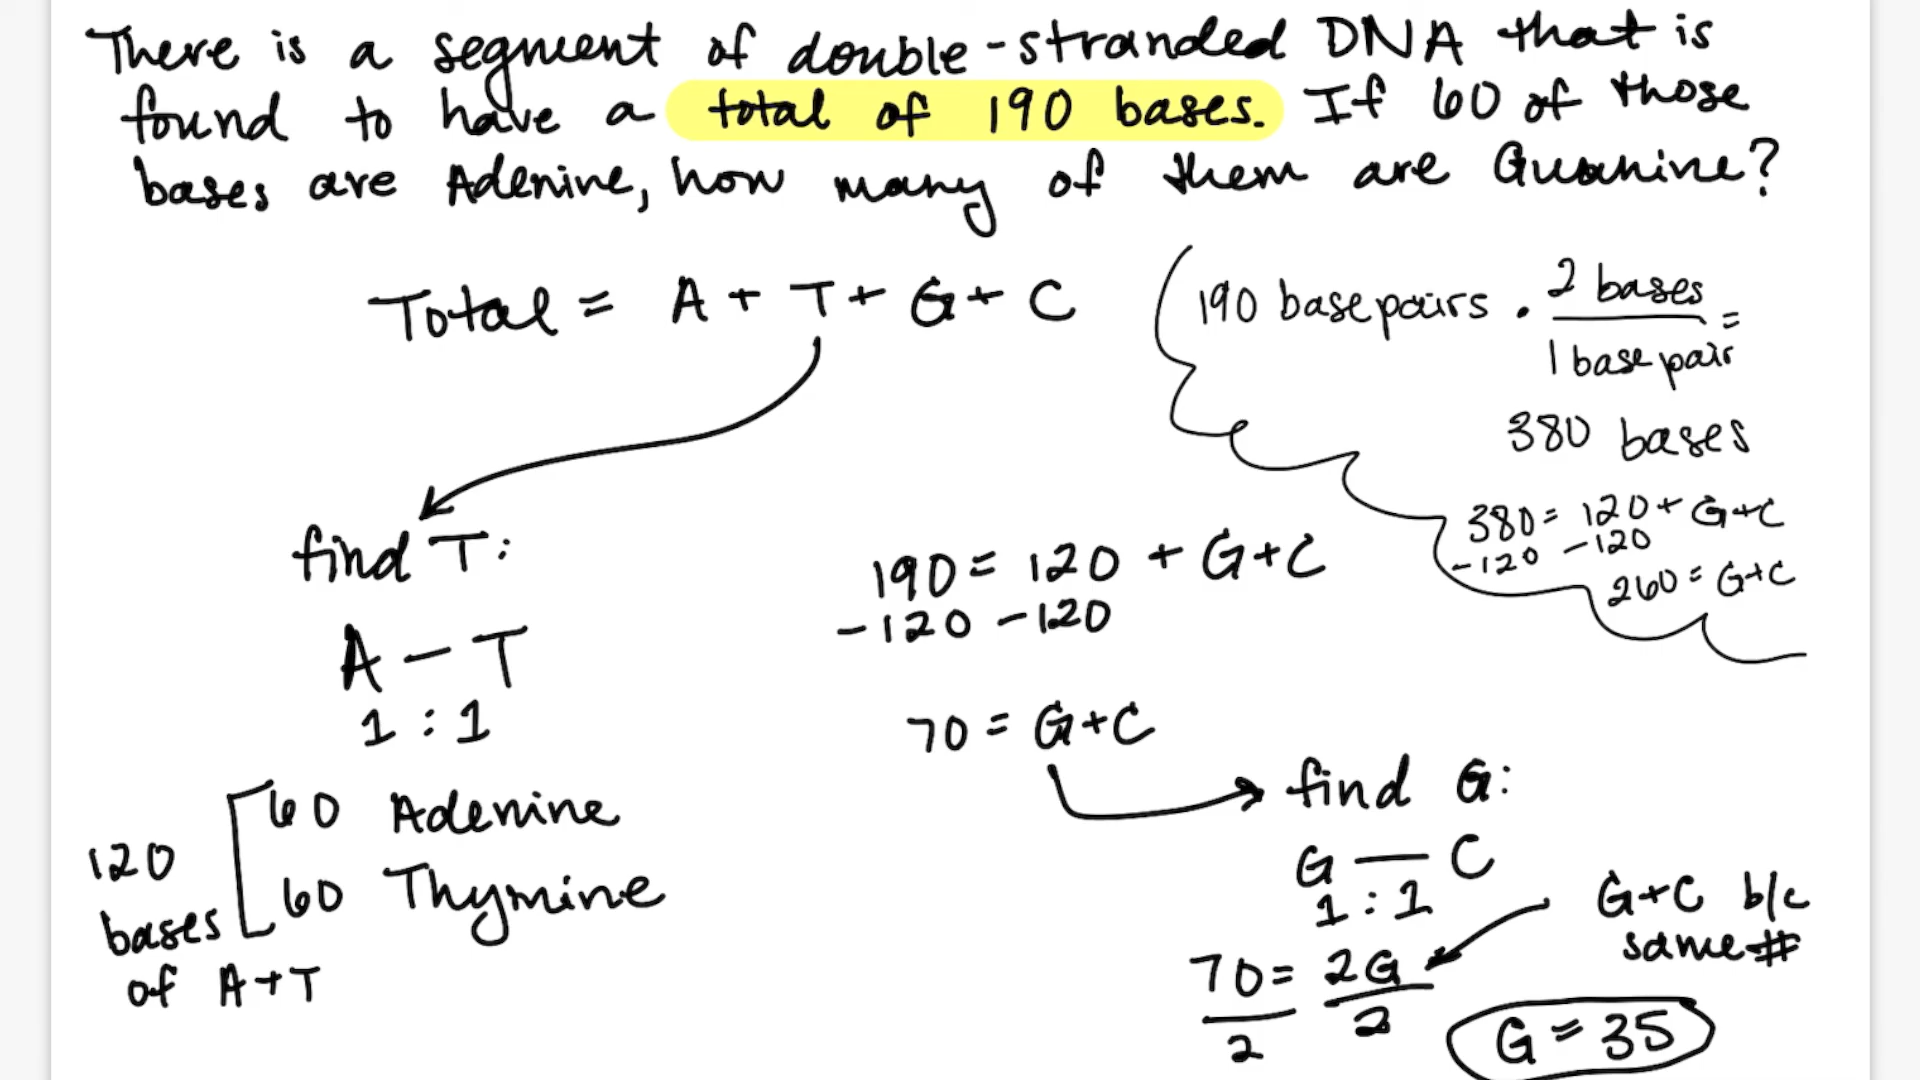 There is a segment of double-stranded DNA that is
found to have a total of 190 bases. If 60 of those
bases are Adenine, how many of them are Guanine?
Total = A + T + G + C
find T:
A - T
1 : 1
60 Adenine
60 Thymine
120
bases
of A+T
190 = 120 + G+C
-120 -120
70 = G+C
find G:
G — C
1 : 1
70 = 2G
2 2
G+C b/c
same #
G = 35
190 base pairs . 2 bases =
1 base pair
380 bases
380 = 120 + G+C
-120 -120
260 = G+C